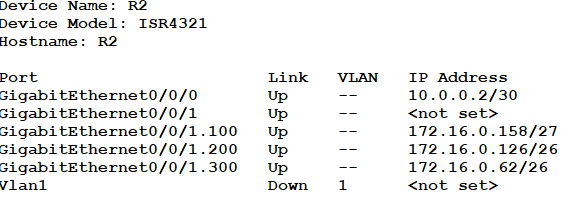 Device Name: R2
Device Model: ISR4321
Hostname: R2
Port Link VLAN IP Address
GigabitEthernet0/0/0 Up -- 10.0.0.2/30
GigabitEthernet0/0/1 Up -- <not set>
GigabitEthernet0/0/1.100 Up -- 172.16.0.158/27
GigabitEthernet0/0/1.200 Up -- 172.16.0.126/26
GigabitEthernet0/0/1.300 Up -- 172.16.0.62/26
Vlan1 Down 1 <not set>